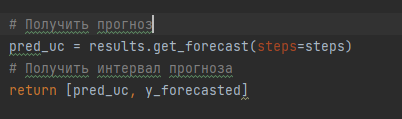 # Получить прогноз
pred_uc = results.get_forecast(steps=steps)
# Получить интервал прогноза
return [pred_uc, y_forecasted]